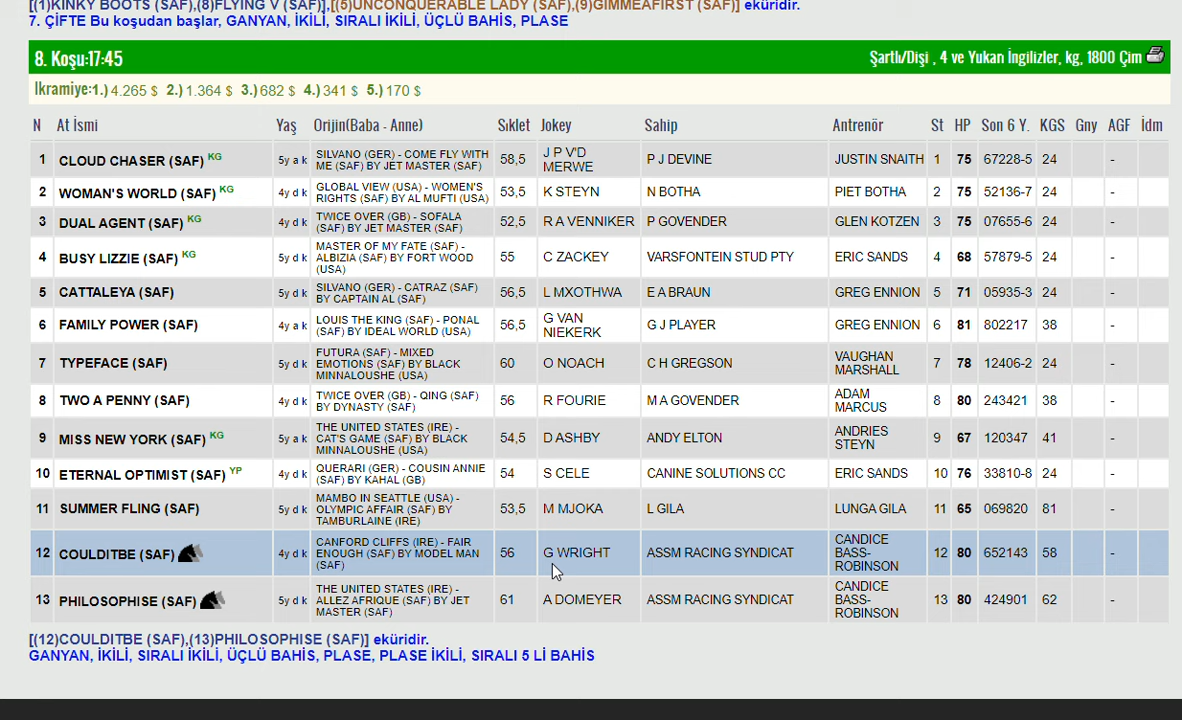 [(1)KINKY BOOTS (SAF),(8)FLYING V (SAF)],[(5)UNCONQUERABLE LADY (SAF),(9)GIMMEAFIRST (SAF)] eküridir.
7. ÇİFTE Bu koşudan başlar, GANYAN, İKİLİ, SIRALI İKİLİ, ÜÇLÜ BAHİS, PLASE
8. Koşu:17:45 Şartlı/Dişi , 4 ve Yukarı İngilizler, kg, 1800 Çim
İkramiye:1.) 4.265 $ 2.) 1.364 $ 3.) 682 $ 4.) 341 $ 5.) 170 $
N At İsmi Yaş Orijin(Baba - Anne) Sıklet Jokey Sahip Antrenör St HP Son 6 Y. KGS Gny AGF İdm
1 CLOUD CHASER (SAF) KG 5y a k SILVANO (GER) - COME FLY WITH ME (SAF) BY JET MASTER (SAF) 58,5 J P V'D MERWE P J DEVINE JUSTIN SNAITH 1 75 67228-5 24 -
2 WOMAN'S WORLD (SAF) KG 4y d k GLOBAL VIEW (USA) - WOMEN'S RIGHTS (SAF) BY AL MUFTI (USA) 53,5 K STEYN N BOTHA PIET BOTHA 2 75 52136-7 24 -
3 DUAL AGENT (SAF) KG 4y d k TWICE OVER (GB) - SOFALA (SAF) BY JET MASTER (SAF) 52,5 R A VENNIKER P GOVENDER GLEN KOTZEN 3 75 07655-6 24 -
4 BUSY LIZZIE (SAF) KG 5y d k MASTER OF MY FATE (SAF) - ALBIZIA (SAF) BY FORT WOOD (USA) 55 C ZACKEY VARSFONTEIN STUD PTY ERIC SANDS 4 68 57879-5 24 -
5 CATTALEYA (SAF) 5y d k SILVANO (GER) - CATRAZ (SAF) BY CAPTAIN AL (SAF) 56,5 L MXOTHWA E A BRAUN GREG ENNION 5 71 05935-3 24 -
6 FAMILY POWER (SAF) 4y a k LOUIS THE KING (SAF) - PONAL (SAF) BY IDEAL WORLD (USA) 56,5 G VAN NIEKERK G J PLAYER GREG ENNION 6 81 802217 38 -
7 TYPEFACE (SAF) 5y d k FUTURA (SAF) - MIXED EMOTIONS (SAF) BY BLACK MINNALOUSHE (USA) 60 O NOACH C H GREGSON VAUGHAN MARSHALL 7 78 12406-2 24 -
8 TWO A PENNY (SAF) 4y d k TWICE OVER (GB) - QING (SAF) BY DYNASTY (SAF) 56 R FOURIE M A GOVENDER ADAM MARCUS 8 80 243421 38 -
9 MISS NEW YORK (SAF) KG 5y a k THE UNITED STATES (IRE) - CAT'S GAME (SAF) BY BLACK MINNALOUSHE (USA) 54,5 D ASHBY ANDY ELTON ANDRIES STEYN 9 67 120347 41 -
10 ETERNAL OPTIMIST (SAF) YP 4y d k QUERARI (GER) - COUSIN ANNIE (SAF) BY KAHAL (GB) 54 S CELE CANINE SOLUTIONS CC ERIC SANDS 10 76 33810-8 24 -
11 SUMMER FLING (SAF) 5y d k MAMBO IN SEATTLE (USA) - OLYMPIC AFFAIR (SAF) BY TAMBURLAINE (IRE) 53,5 M MJOKA L GILA LUNGA GILA 11 65 069820 81 -
12 COULDITBE (SAF) 4y d k CANFORD CLIFFS (IRE) - FAIR ENOUGH (SAF) BY MODEL MAN (SAF) 56 G WRIGHT ASSM RACING SYNDICAT CANDICE BASS-ROBINSON 12 80 652143 58 -
13 PHILOSOPHISE (SAF) 5y d k THE UNITED STATES (IRE) - ALLEZ AFRIQUE (SAF) BY JET MASTER (SAF) 61 A DOMEYER ASSM RACING SYNDICAT CANDICE BASS-ROBINSON 13 80 424901 62 -
[(12)COULDITBE (SAF),(13)PHILOSOPHISE (SAF)] eküridir.
GANYAN, İKİLİ, SIRALI İKİLİ, ÜÇLÜ BAHİS, PLASE, PLASE İKİLİ, SIRALI 5 Lİ BAHİS